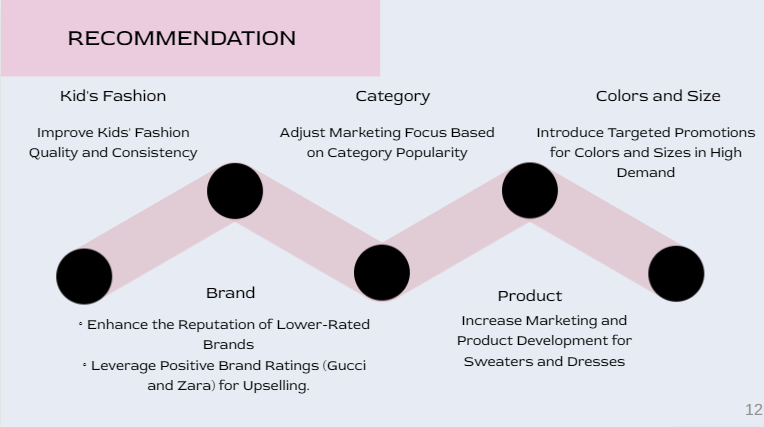 RECOMMENDATION
Kid's Fashion
Improve Kids' Fashion
Quality and Consistency
Category
Adjust Marketing Focus Based
on Category Popularity
Colors and Size
Introduce Targeted Promotions
for Colors and Sizes in High
Demand
Brand
◦ Enhance the Reputation of Lower-Rated
Brands
◦ Leverage Positive Brand Ratings (Gucci
and Zara) for Upselling.
Product
Increase Marketing and
Product Development for
Sweaters and Dresses
12